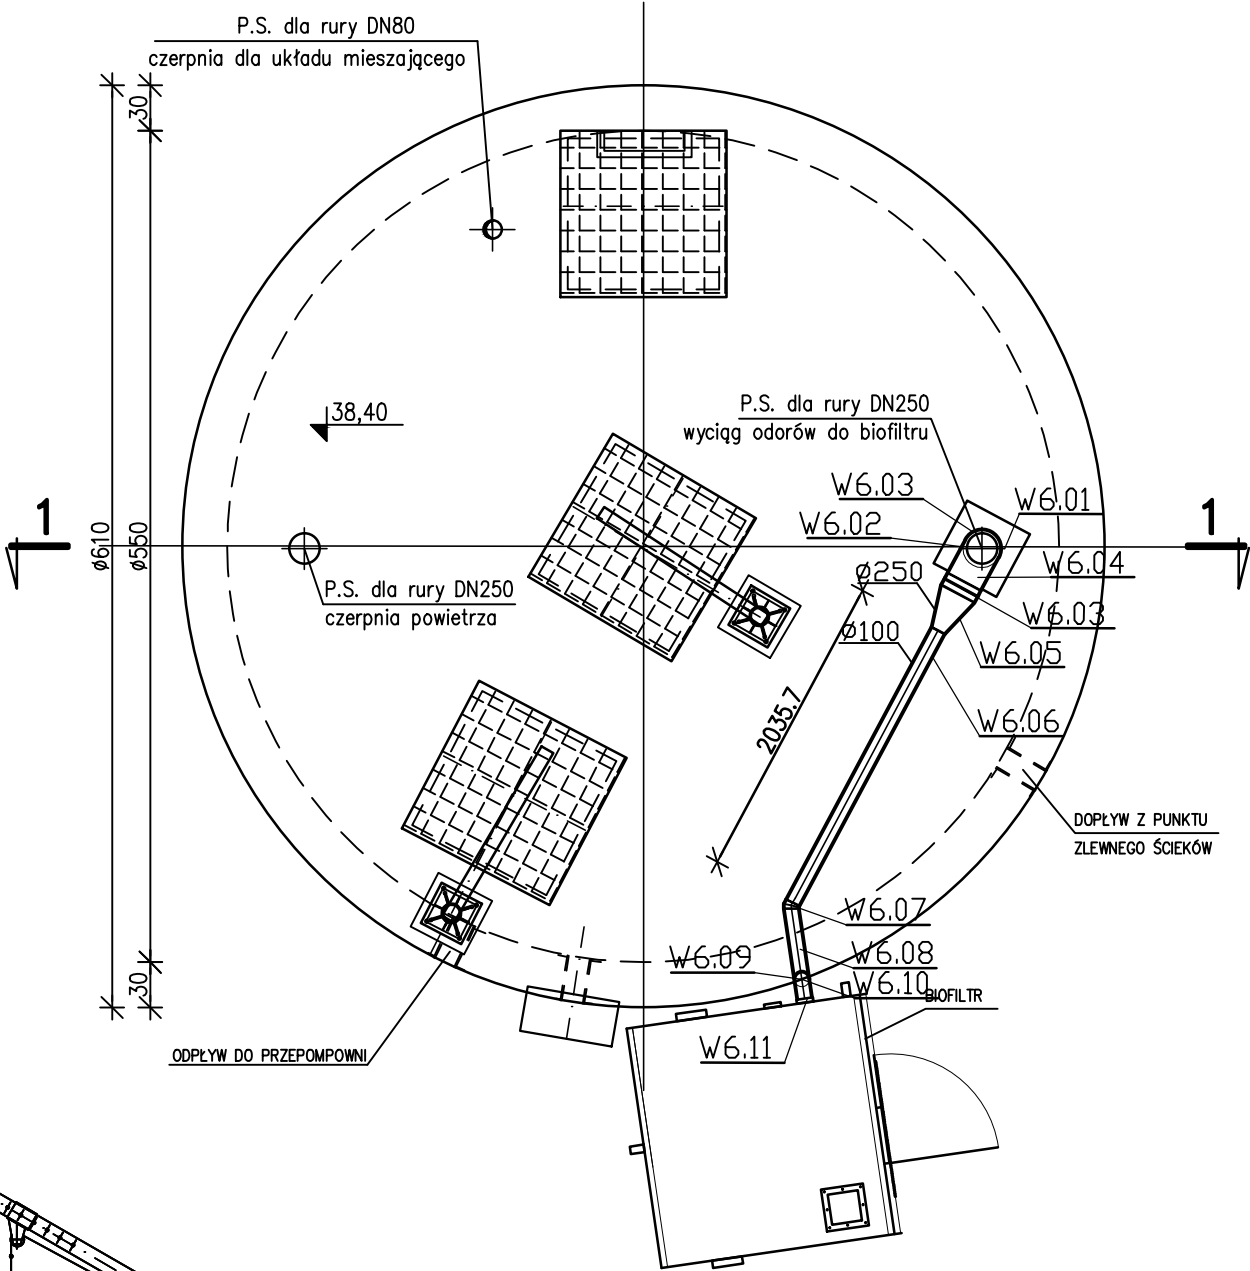 P.S. dla rury DN80
czerpnia dla układu mieszającego
30
38,40
P.S. dla rury DN250
wyciąg odorów do biofiltru
W6.03
W6.01
W6.02
1
1
ø610
ø550
W6.04
ø250
P.S. dla rury DN250
czerpnia powietrza
W6.03
ø100
W6.05
2035.7
W6.06
DOPŁYW Z PUNKTU
ZLEWNEGO ŚCIEKÓW
W6.07
W6.09
W6.08
30
W6.10
BIOFILTR
ODPŁYW DO PRZEPOMPOWNI
W6.11